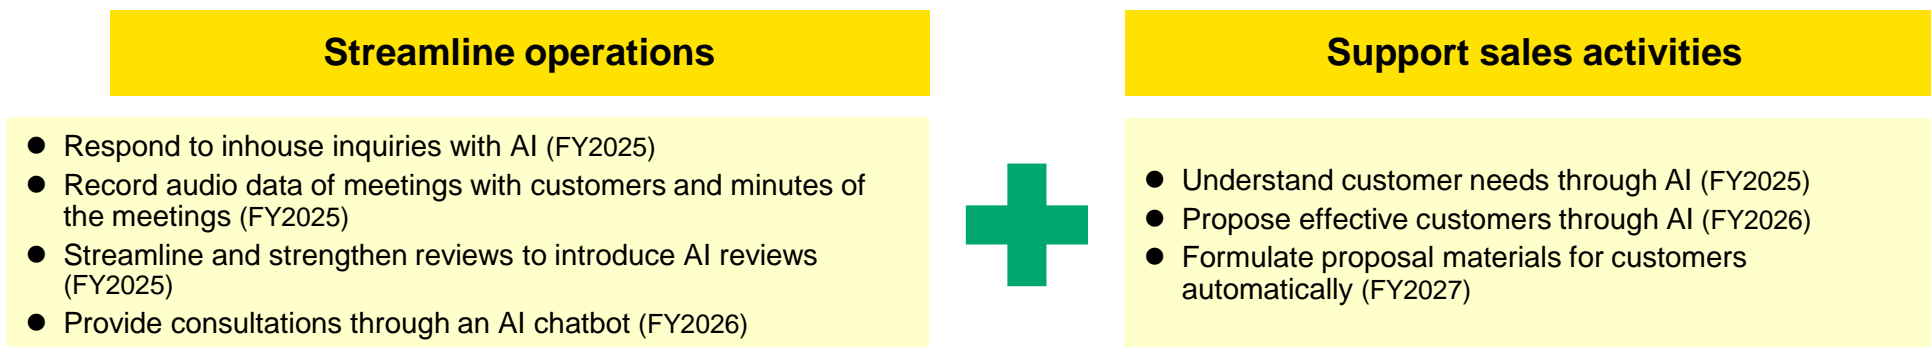 Streamline operations
● Respond to inhouse inquiries with AI (FY2025)
● Record audio data of meetings with customers and minutes of
the meetings (FY2025)
● Streamline and strengthen reviews to introduce AI reviews
(FY2025)
● Provide consultations through an AI chatbot (FY2026)
Support sales activities
● Understand customer needs through AI (FY2025)
● Propose effective customers through AI (FY2026)
● Formulate proposal materials for customers
automatically (FY2027)